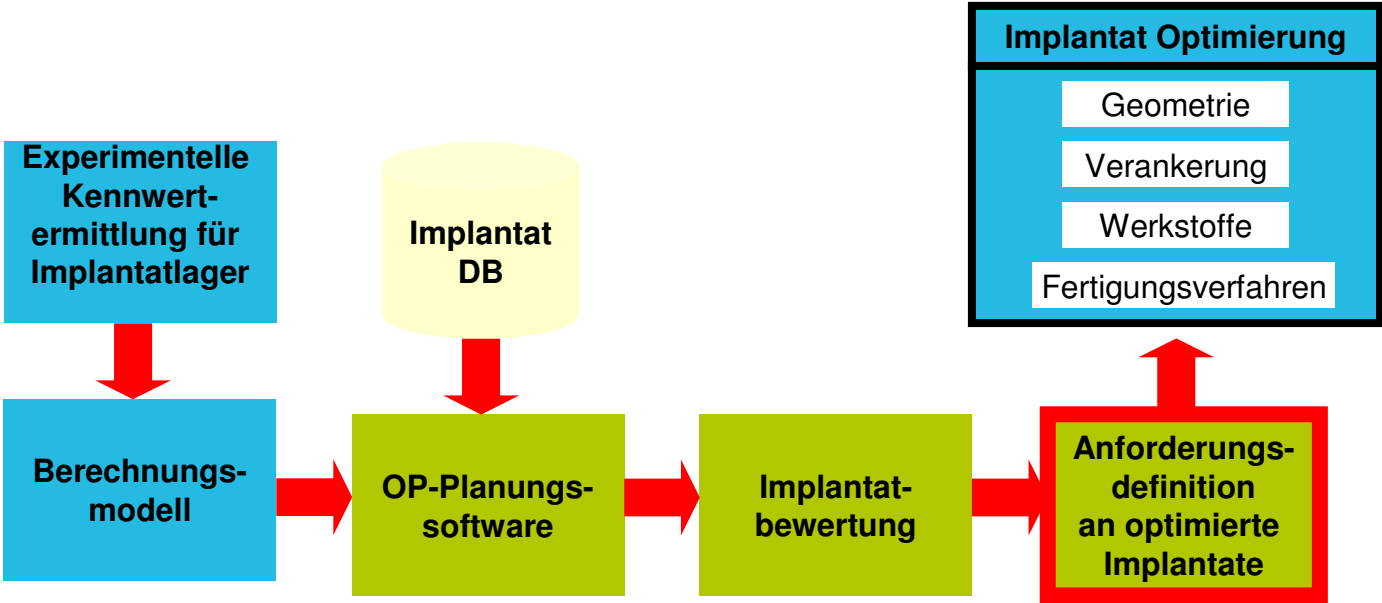 Implantat Optimierung
Geometrie
Verankerung
Werkstoffe
Fertigungsverfahren
Experimentelle
Kennwert-
ermittlung für
Implantatlager
Implantat
DB
Berechnungs-
modell
OP-Planungs-
software
Implantat-
bewertung
Anforderungs-
definition
an optimierte
Implantate